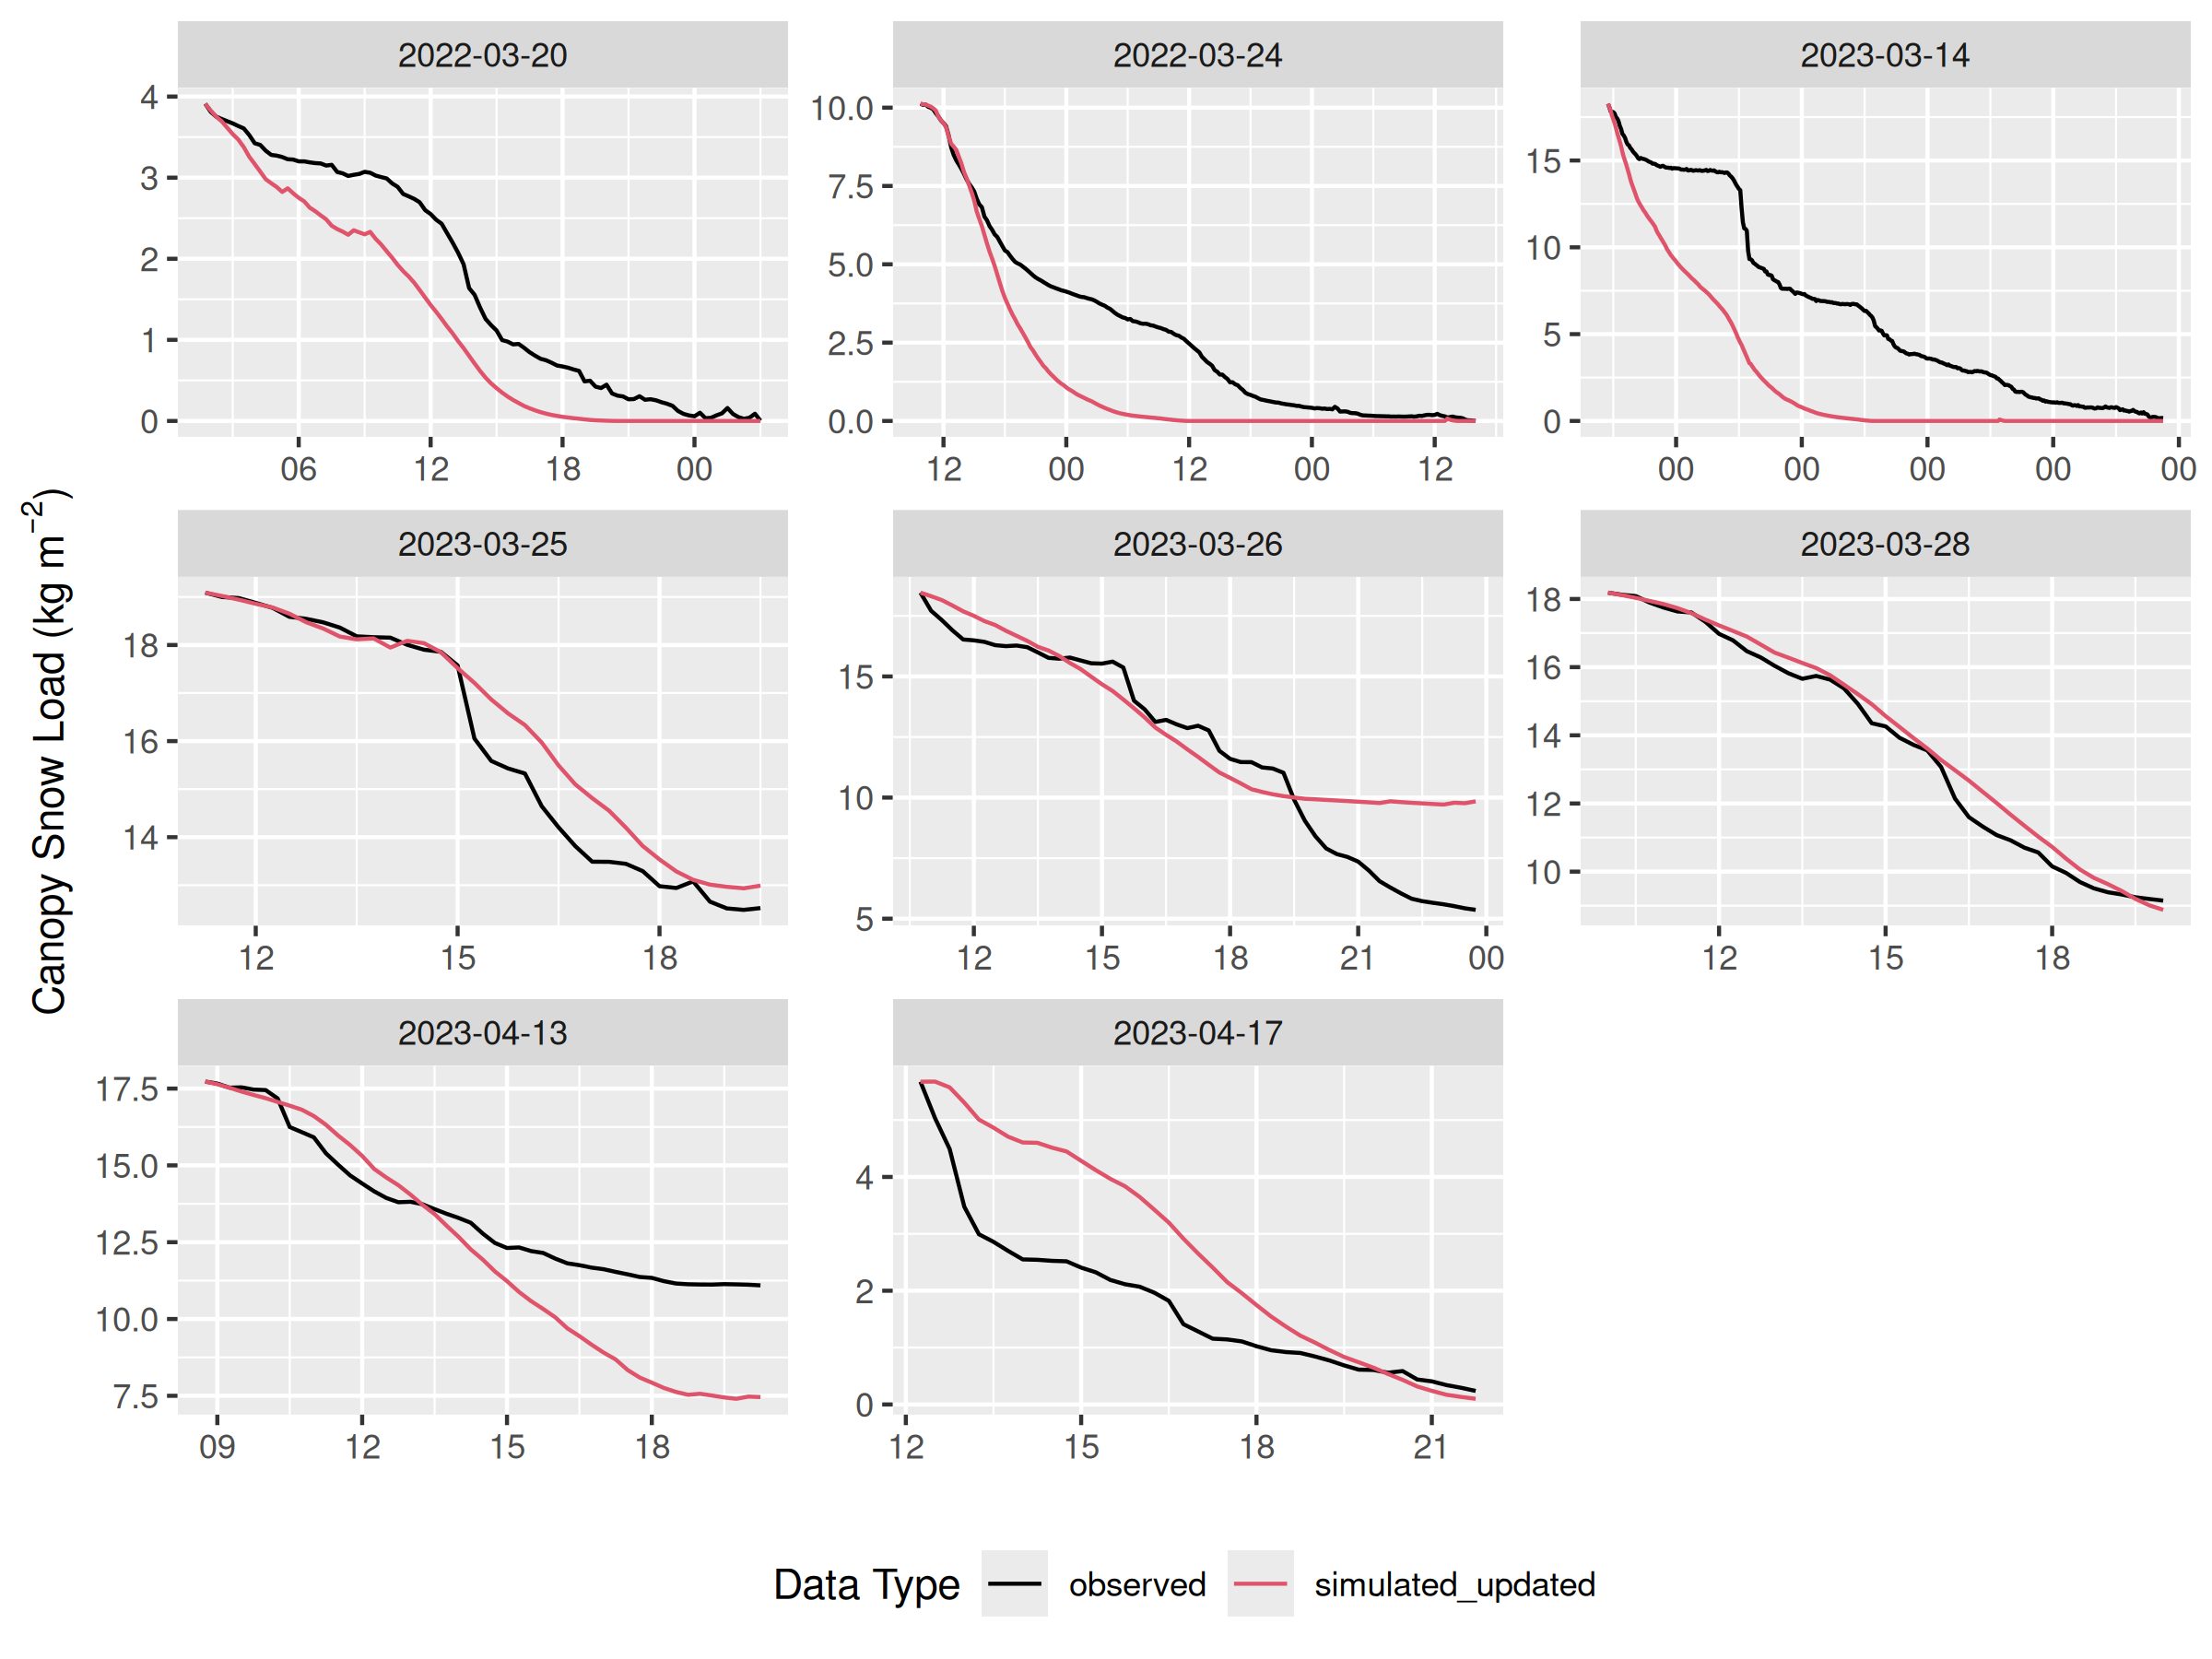 2022-03-20 2022-03-24 2023-03-14
4 3 2 1 0
10.0 7.5 5.0 2.5 0.0
15 10 5 0
06 12 18 00
12 00 12 00 12
00 00 00 00 00
Canopy Snow Load (kg m⁻²)
2023-03-25 2023-03-26 2023-03-28
18 16 14
15 10 5
18 16 14 12 10
12 15 18
12 15 18 21 00
12 15 18
2023-04-13 2023-04-17
17.5 15.0 12.5 10.0 7.5
4 2 0
09 12 15 18
12 15 18 21
Data Type observed simulated_updated